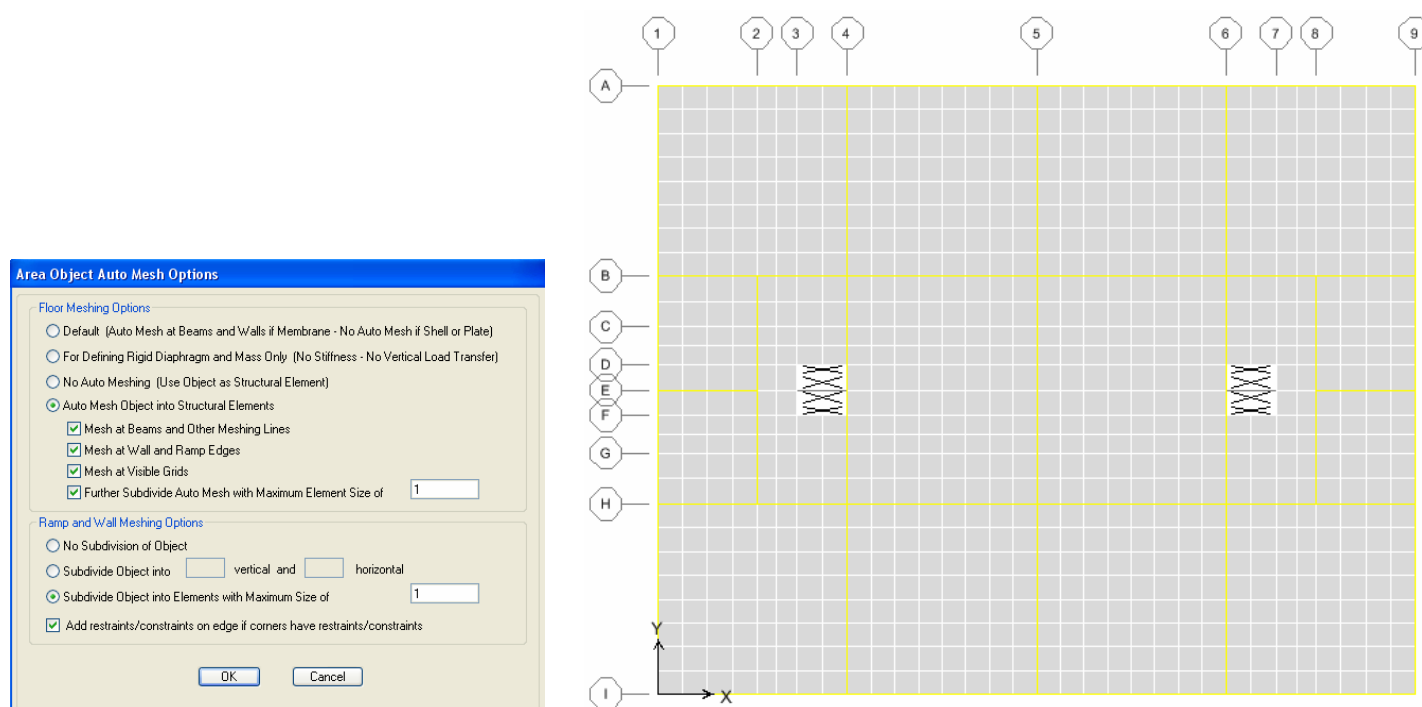 Area Object Auto Mesh Options
Floor Meshing Options
Default (Auto Mesh at Beams and Walls if Membrane - No Auto Mesh if Shell or Plate)
For Defining Rigid Diaphragm and Mass Only (No Stiffness - No Vertical Load Transfer)
No Auto Meshing (Use Object as Structural Element)
Auto Mesh Object into Structural Elements
Mesh at Beams and Other Meshing Lines
Mesh at Wall and Ramp Edges
Mesh at Visible Grids
Further Subdivide Auto Mesh with Maximum Element Size of 1
Ramp and Wall Meshing Options
No Subdivision of Object
Subdivide Object into vertical and horizontal
Subdivide Object into Elements with Maximum Size of 1
Add restraints/constraints on edge if corners have restraints/constraints
OK Cancel
1 2 3 4 5 6 7 8 9
A
B
C
D
E
F
G
H
Y
I
X